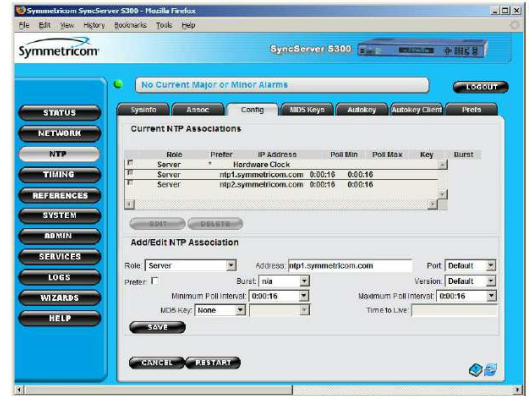 Symmetricom SyncServer S300 - Mozilla Firefox
File Edit View History Bookmarks Tools Help
Symmetricom
SyncServer S300
No Current Major or Minor Alarms
LOGOUT
STATUS
NETWORK
NTP
TIMING
REFERENCES
SYSTEM
ADMIN
SERVICES
LOGS
WIZARDS
HELP
Sysinfo Assoc Config MD5 Keys Autokey Autokey Client Prefs
Current NTP Associations
Role Prefer IP Address Poll Min Poll Max Key Burst
Server * Hardware Clock
Server ntp1.symmetricom.com 0:00:16 0:00:16
Server ntp2.symmetricom.com 0:00:16 0:00:16
EDIT DELETE
Add/Edit NTP Association
Role: Server Address: ntp1.symmetricom.com Port: Default
Prefer: Burst: n/a Version: Default
Minimum Poll Interval: 0:00:16 Maximum Poll Interval: 0:00:16
MD5 Key: None Time to Live:
SAVE
CANCEL RESTART